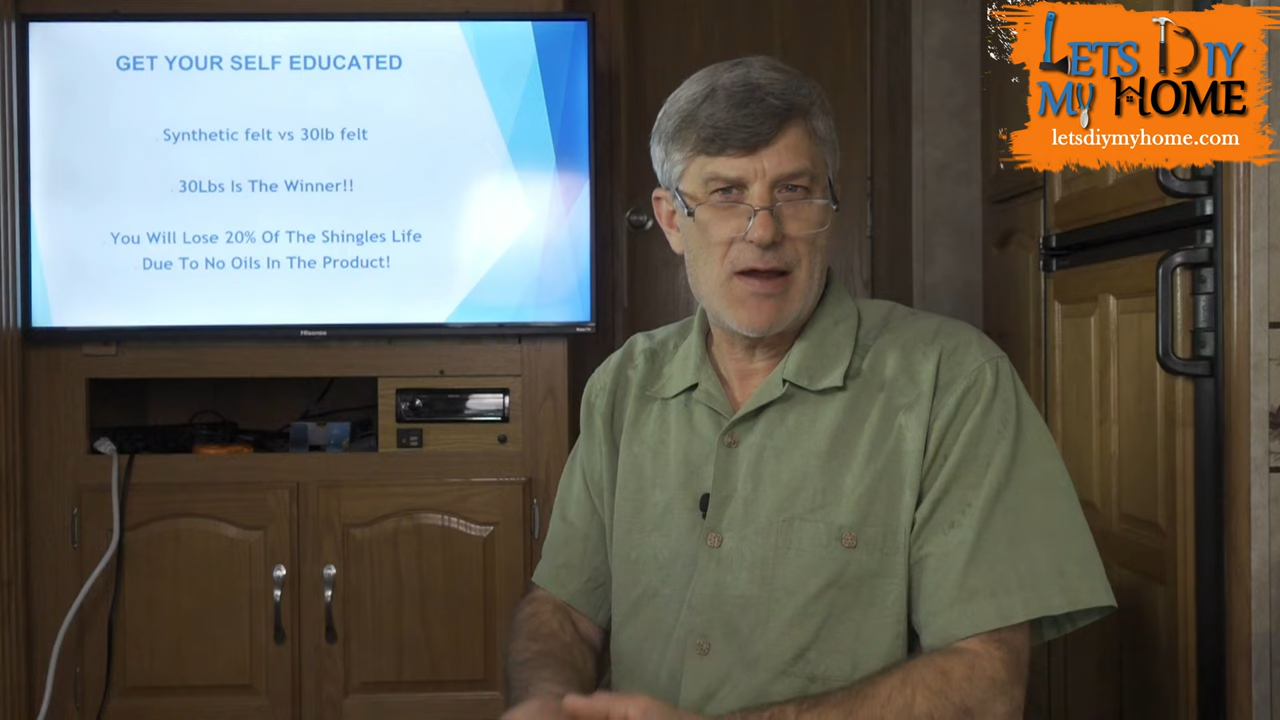 GET YOUR SELF EDUCATED
Synthetic felt vs 30lb felt
30Lbs Is The Winner!!
You Will Lose 20% Of The Shingles Life
Due To No Oils In The Product!
Hisense
LETS DIY
MY HOME
letsdiymyhome.com